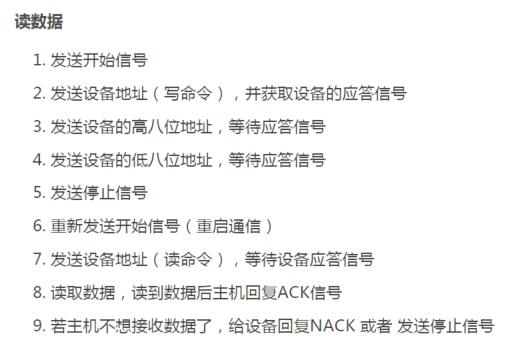 读数据
1. 发送开始信号
2. 发送设备地址（写命令），并获取设备的应答信号
3. 发送设备的高八位地址，等待应答信号
4. 发送设备的低八位地址，等待应答信号
5. 发送停止信号
6. 重新发送开始信号（重启通信）
7. 发送设备地址（读命令），等待设备应答信号
8. 读取数据，读到数据后主机回复ACK信号
9. 若主机不想接收数据了，给设备回复NACK 或者 发送停止信号